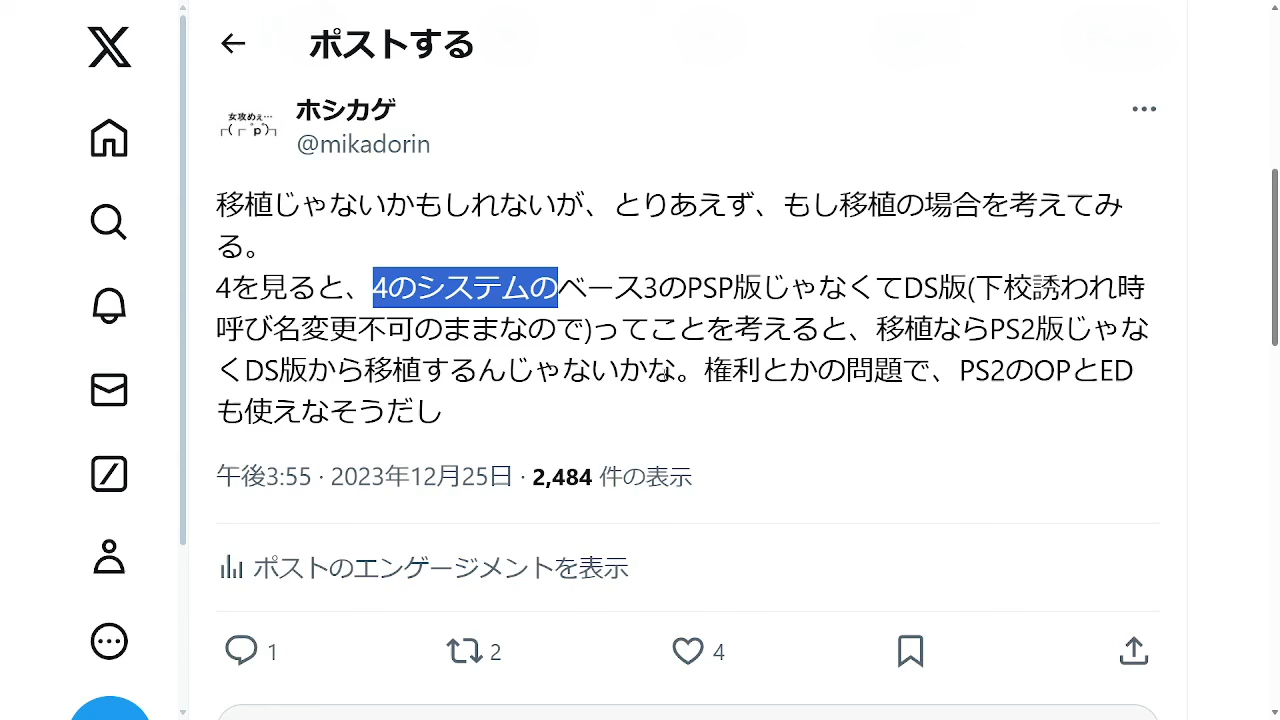 ポストする
女攻めぇ…
ホシカゲ
@mikadorin
移植じゃないかもしれないが、とりあえず、もし移植の場合を考えてみ
る。
4を見ると、4のシステムのベース3のPSP版じゃなくてDS版(下校誘われ時
呼び名変更不可のままなので)ってことを考えると、移植ならPS2版じゃな
くDS版から移植するんじゃないかな。権利とかの問題で、PS2のOPとED
も使えなそうだし
午後3:55 · 2023年12月25日 · 2,484 件の表示
ポストのエンゲージメントを表示
1 2 4